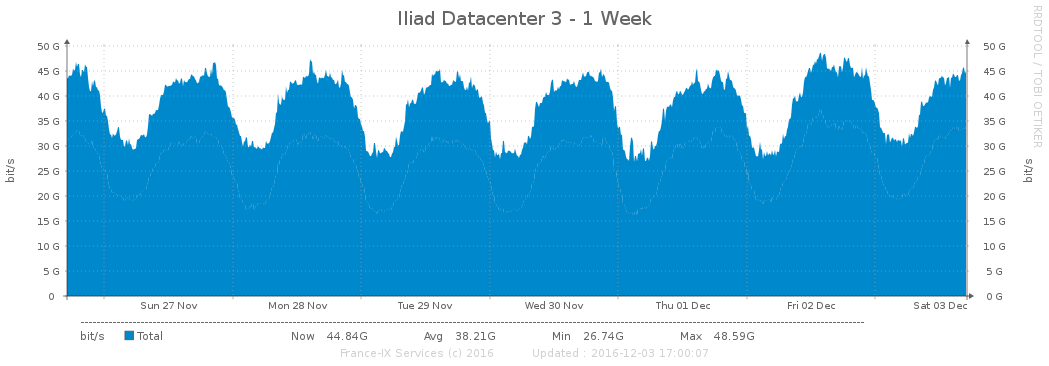 Iliad Datacenter 3 - 1 Week
RRDTOOL / TOBI OETIKER
50 G 50 G
45 G 45 G
40 G 40 G
35 G 35 G
30 G 30 G
25 G 25 G
20 G 20 G
15 G 15 G
10 G 10 G
5 G 5 G
0 0 G
bit/s bit/s
Sun 27 Nov Mon 28 Nov Tue 29 Nov Wed 30 Nov Thu 01 Dec Fri 02 Dec Sat 03 Dec
bit/s Total Now 44.84G Avg 38.21G Min 26.74G Max 48.59G
France-IX Services (c) 2016 Updated : 2016-12-03 17:00:07